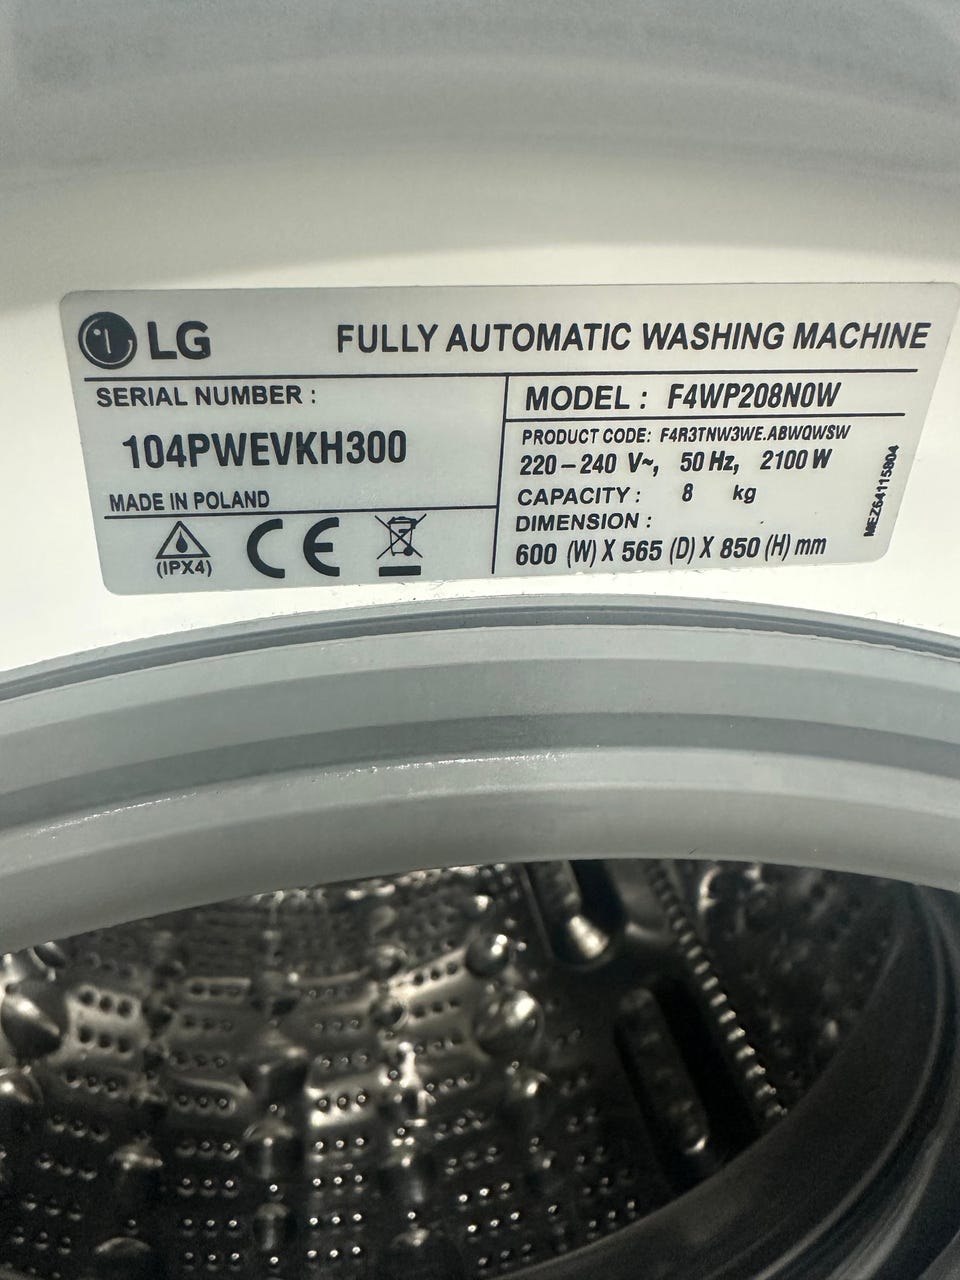 LG
FULLY AUTOMATIC WASHING MACHINE
SERIAL NUMBER :
104PWEVKH300
MADE IN POLAND
(IPX4)
CE
MODEL : F4WP208N0W
PRODUCT CODE: F4R3TNW3WE.ABWQWSW
220-240 V~, 50 Hz, 2100 W
CAPACITY : 8 kg
DIMENSION :
600 (W) X 565 (D) X 850 (H) mm
MEZ64115804